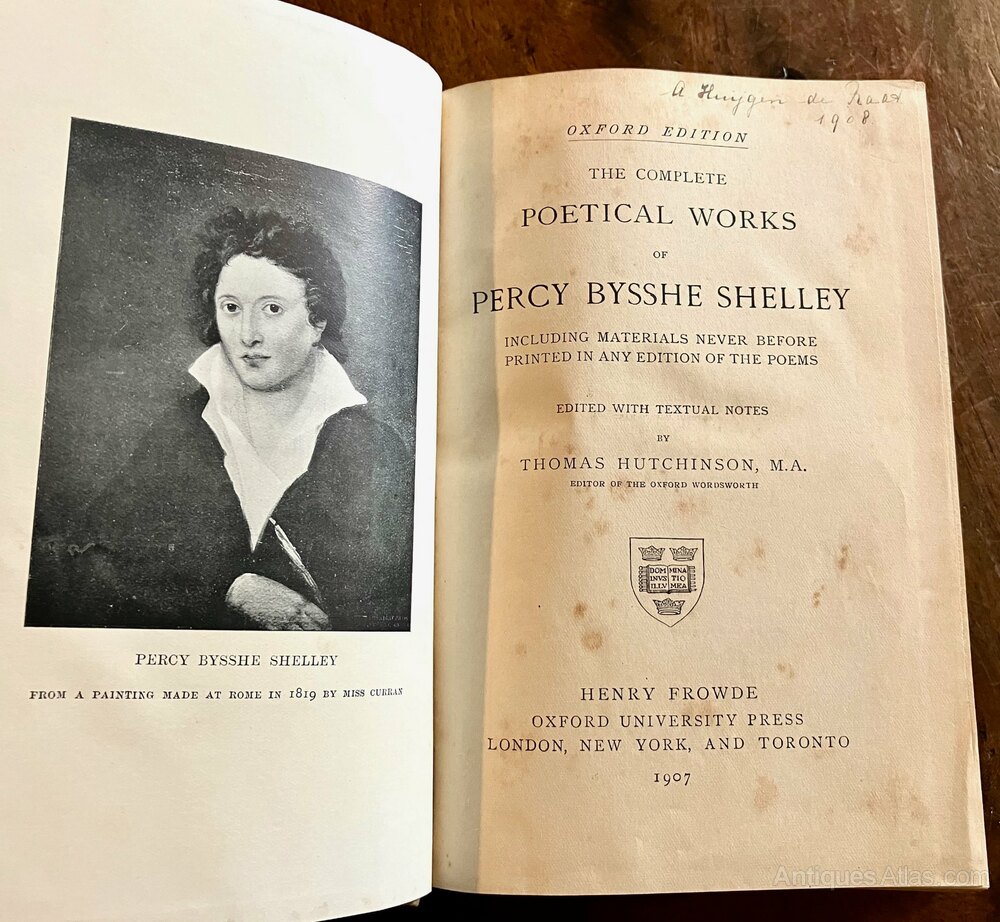 PERCY BYSSHE SHELLEY
FROM A PAINTING MADE AT ROME IN 1819 BY MISS CURRAN
A Huijgen de
1908
OXFORD EDITION
THE COMPLETE
POETICAL WORKS
OF
PERCY BYSSHE SHELLEY
INCLUDING MATERIALS NEVER BEFORE
PRINTED IN ANY EDITION OF THE POEMS
EDITED WITH TEXTUAL NOTES
BY
THOMAS HUTCHINSON, M.A.
EDITOR OF THE OXFORD WORDSWORTH
DOM MINA
INVS TIO
ILLV MEA
HENRY FROWDE
OXFORD UNIVERSITY PRESS
LONDON, NEW YORK, AND TORONTO
1907
AntiquesAtlas.com